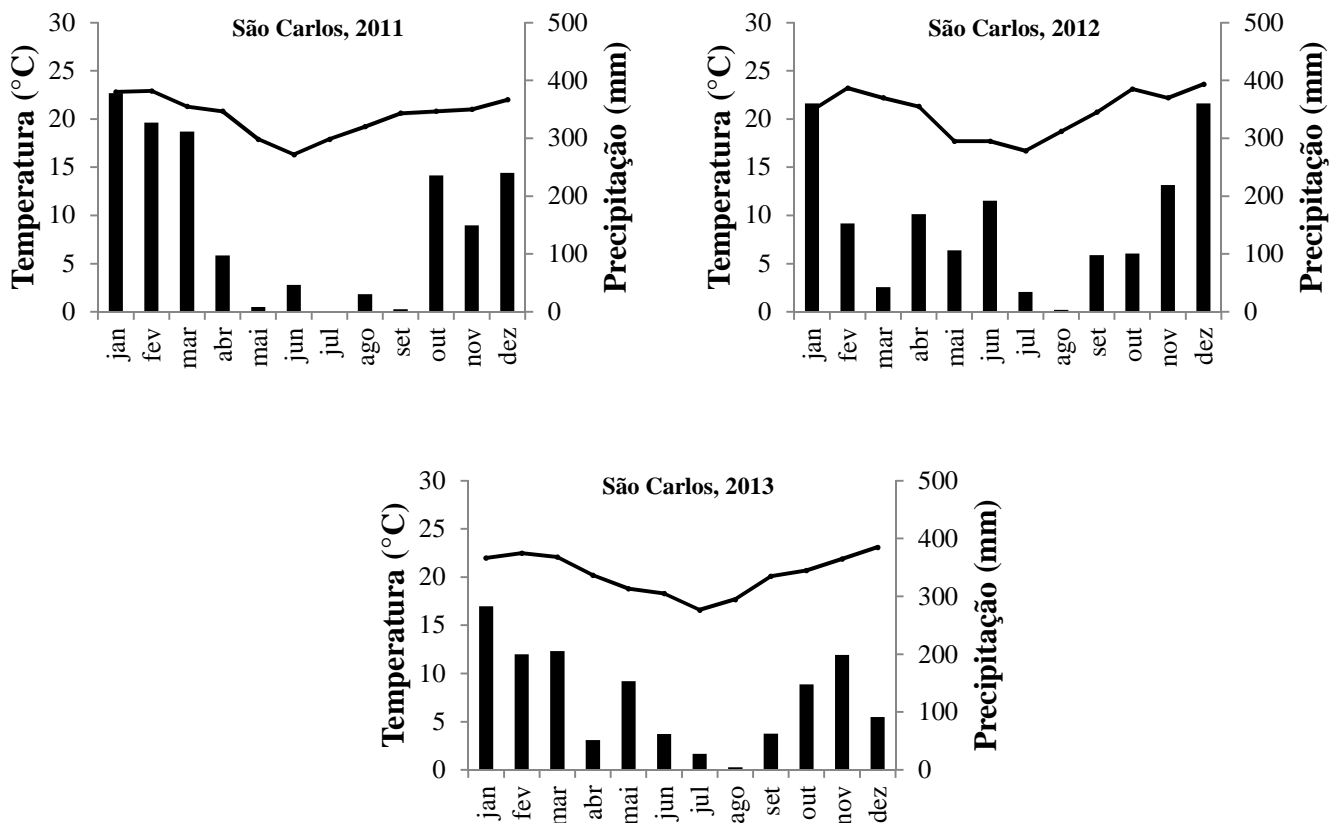 São Carlos, 2011
Temperatura (°C)
30
25
20
15
10
5
0
500
400
300
200
100
0
Precipitação (mm)
jan
fev
mar
abr
mai
jun
jul
ago
set
out
nov
dez
São Carlos, 2012
Temperatura (°C)
30
25
20
15
10
5
0
500
400
300
200
100
0
Precipitação (mm)
jan
fev
mar
abr
mai
jun
jul
ago
set
out
nov
dez
São Carlos, 2013
Temperatura (°C)
30
25
20
15
10
5
0
500
400
300
200
100
0
Precipitação (mm)
jan
fev
mar
abr
mai
jun
jul
ago
set
out
nov
dez